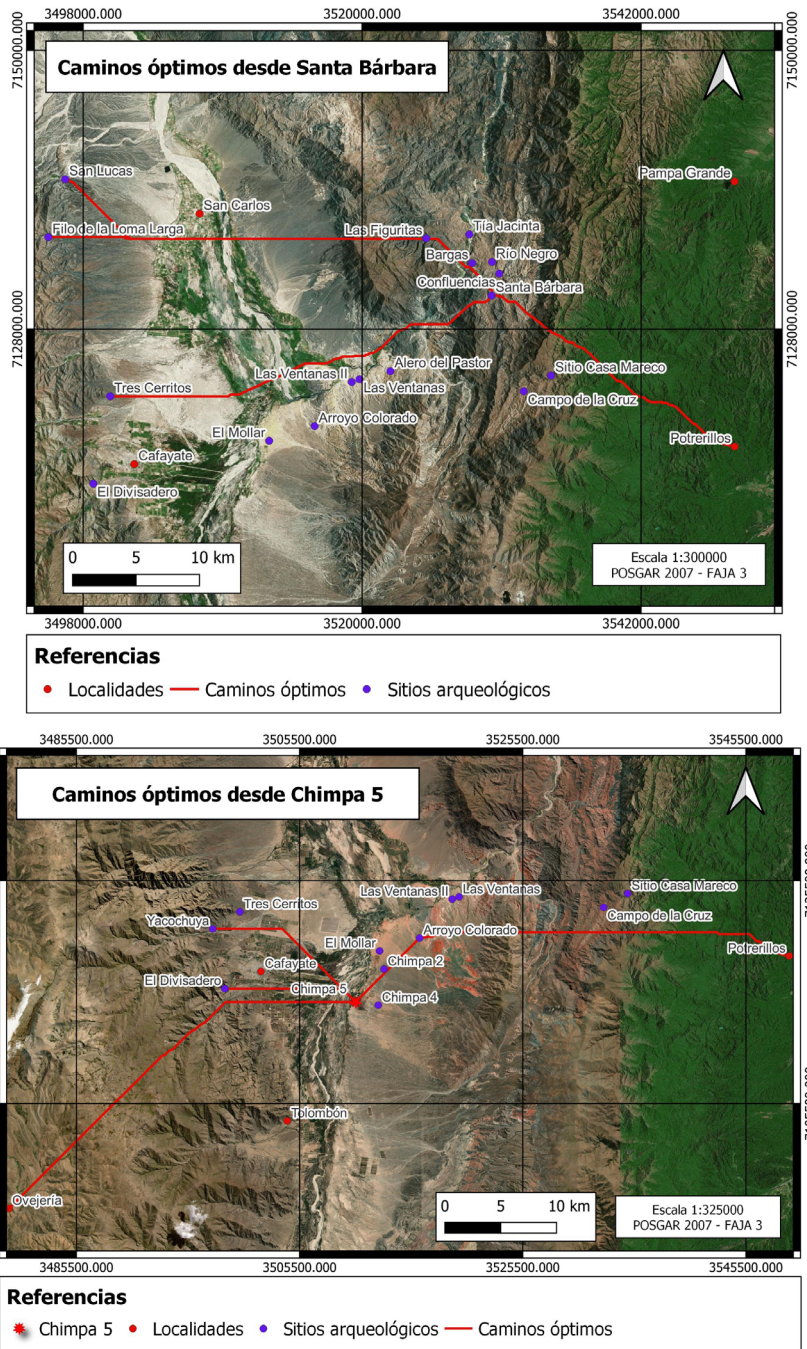 3498000.000 3520000.000 3542000.000
7150000.000 7150000.000
Caminos óptimos desde Santa Bárbara
San Lucas
Pampa Grande
San Carlos
Filo de la Loma Larga
Las Figuritas
Tía Jacinta
Bargas
Río Negro
Confluencias
Santa Bárbara
7128000.000 7128000.000
Alero del Pastor
Sitio Casa Mareco
Las Ventanas II
Las Ventanas
Tres Cerritos
Campo de la Cruz
Arroyo Colorado
El Mollar
Potrerillos
Cafayate
El Divisadero
0 5 10 km
Escala 1:300000
POSGAR 2007 - FAJA 3
3498000.000 3520000.000 3542000.000
Referencias
Localidades Caminos óptimos Sitios arqueológicos
3485500.000 3505500.000 3525500.000 3545500.000
Caminos óptimos desde Chimpa 5
Las Ventanas II
Las Ventanas
Sitio Casa Mareco
Tres Cerritos
Yacochuya
Campo de la Cruz
Arroyo Colorado
El Mollar
Potrerillos
Cafayate
Chimpa 2
El Divisadero
Chimpa 5
Chimpa 4
Tolombón
Ovejería
0 5 10 km
Escala 1:325000
POSGAR 2007 - FAJA 3
3485500.000 3505500.000 3525500.000 3545500.000
Referencias
Chimpa 5 Localidades Sitios arqueológicos Caminos óptimos